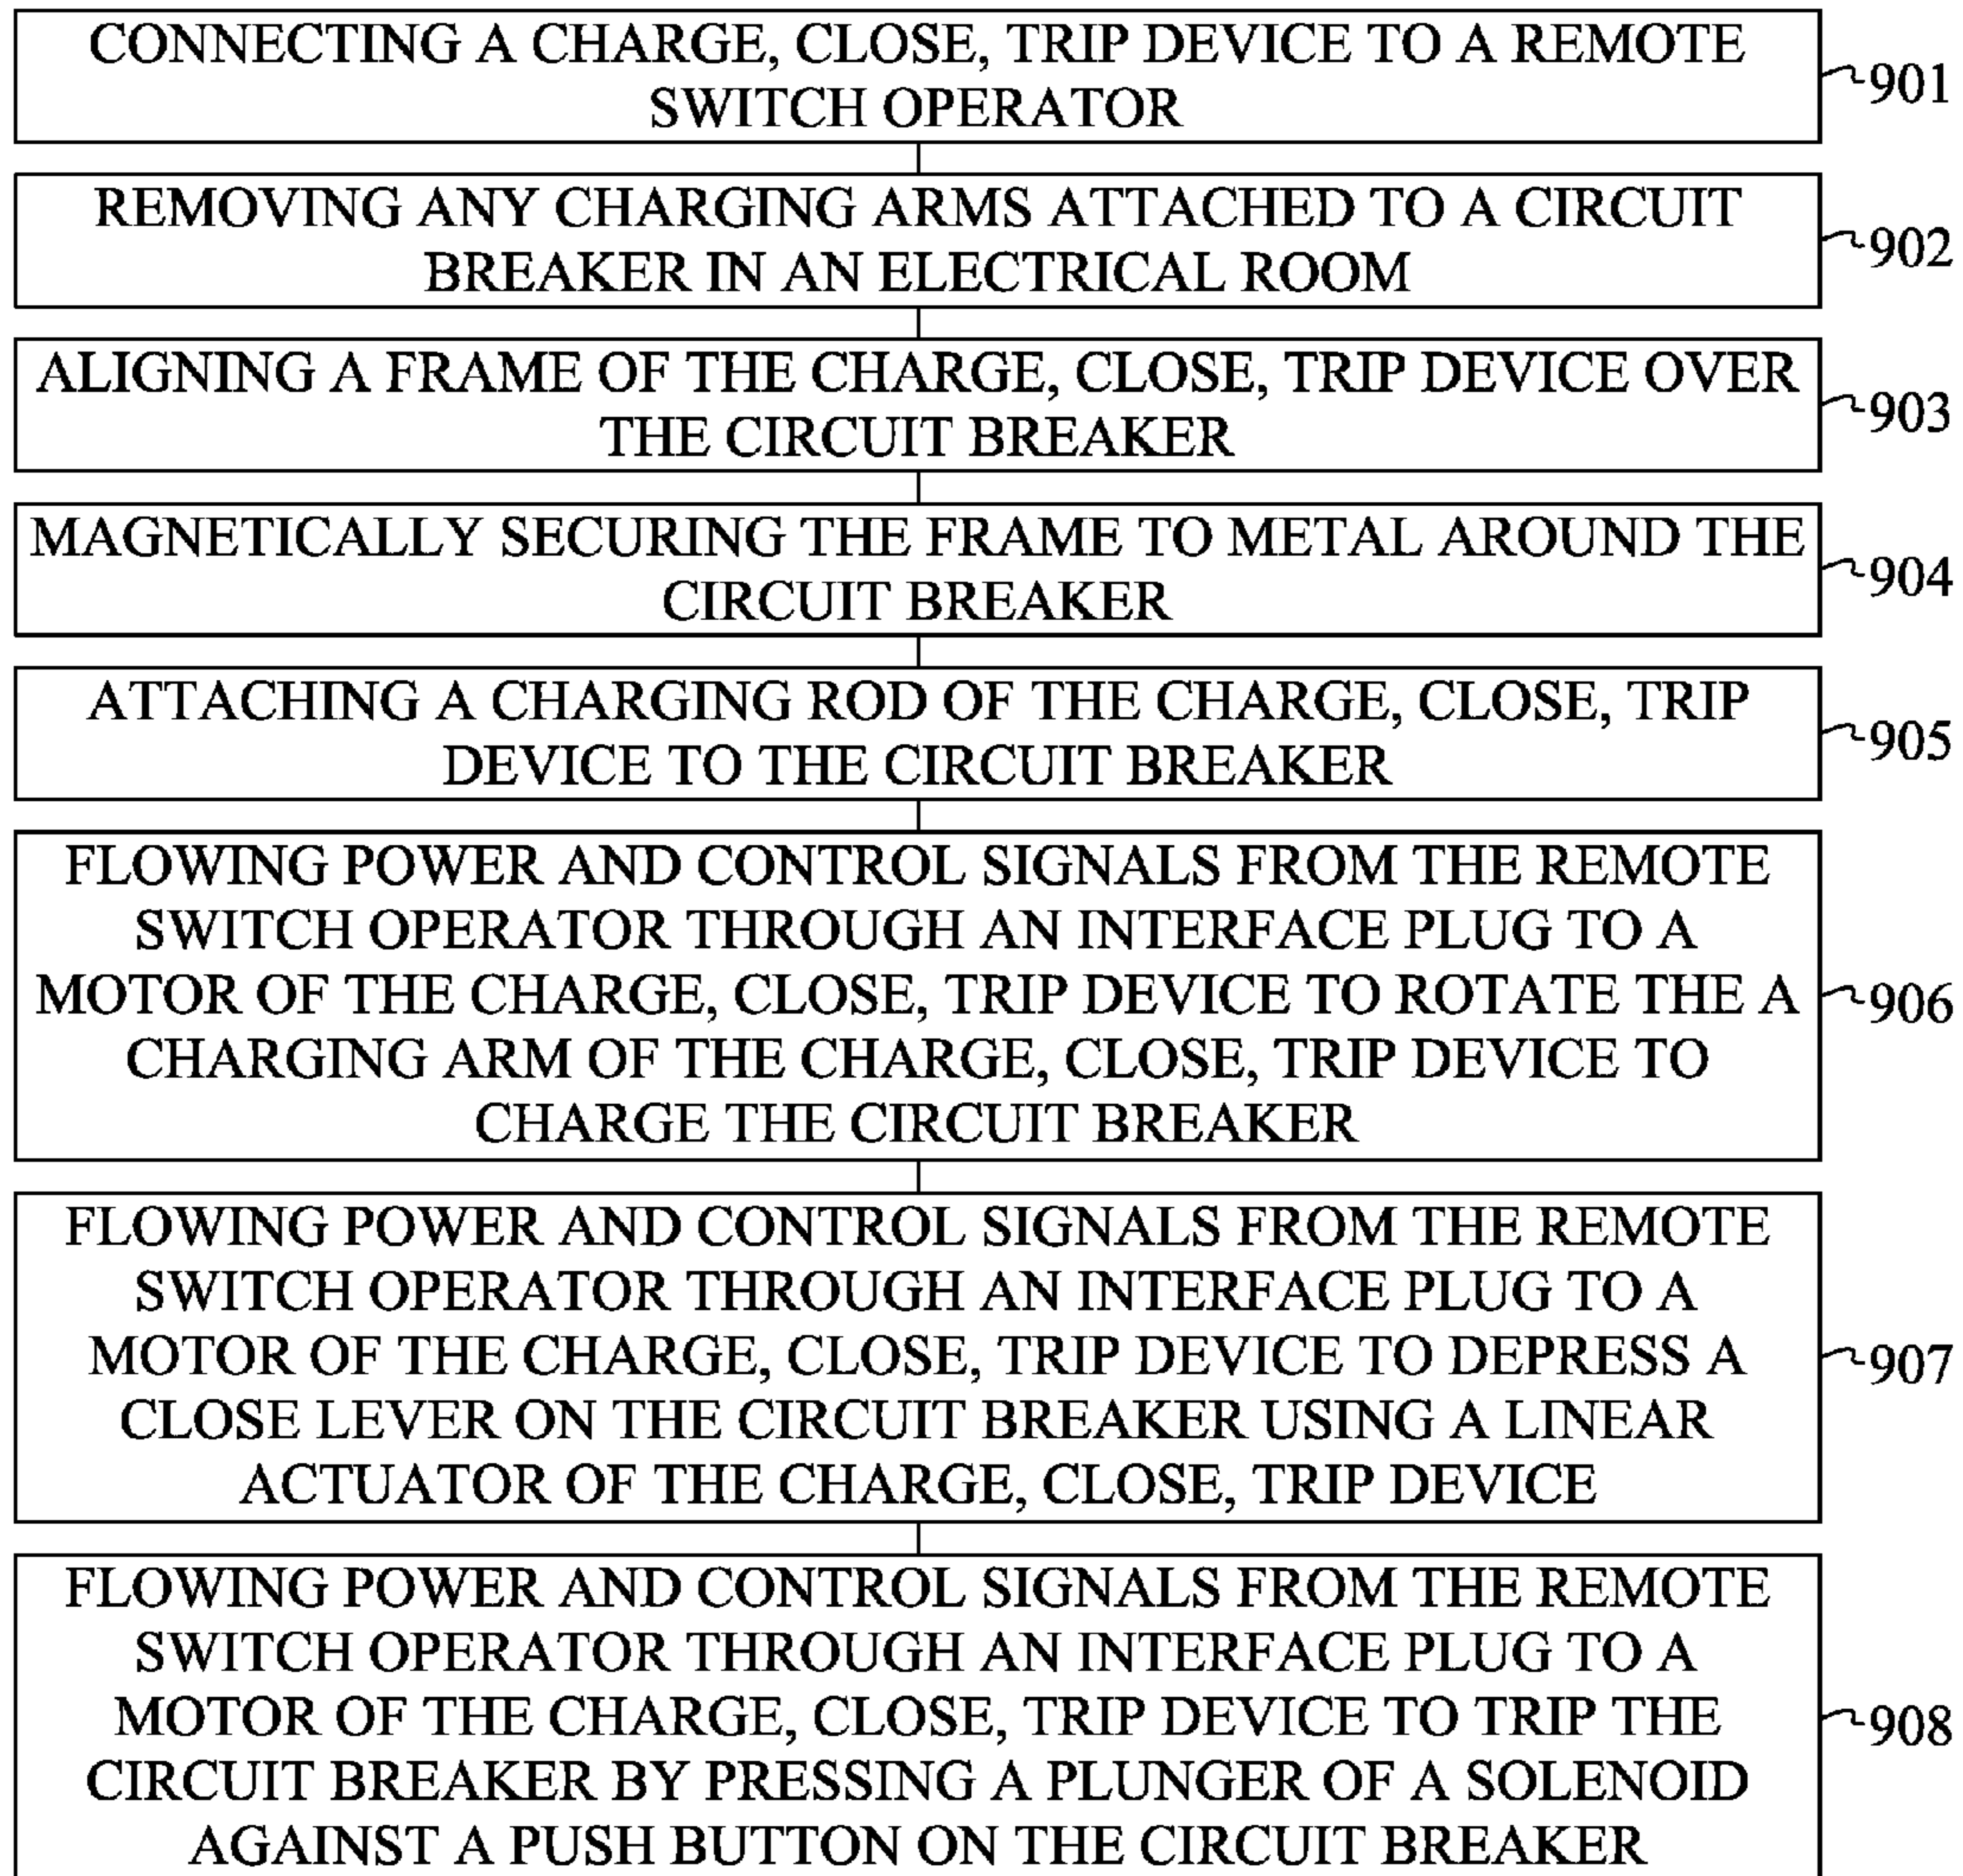 CONNECTING A CHARGE, CLOSE, TRIP DEVICE TO A REMOTE
SWITCH OPERATOR
901
REMOVING ANY CHARGING ARMS ATTACHED TO A CIRCUIT
BREAKER IN AN ELECTRICAL ROOM
902
ALIGNING A FRAME OF THE CHARGE, CLOSE, TRIP DEVICE OVER
THE CIRCUIT BREAKER
903
MAGNETICALLY SECURING THE FRAME TO METAL AROUND THE
CIRCUIT BREAKER
904
ATTACHING A CHARGING ROD OF THE CHARGE, CLOSE, TRIP
DEVICE TO THE CIRCUIT BREAKER
905
FLOWING POWER AND CONTROL SIGNALS FROM THE REMOTE
SWITCH OPERATOR THROUGH AN INTERFACE PLUG TO A
MOTOR OF THE CHARGE, CLOSE, TRIP DEVICE TO ROTATE THE A
CHARGING ARM OF THE CHARGE, CLOSE, TRIP DEVICE TO
CHARGE THE CIRCUIT BREAKER
906
FLOWING POWER AND CONTROL SIGNALS FROM THE REMOTE
SWITCH OPERATOR THROUGH AN INTERFACE PLUG TO A
MOTOR OF THE CHARGE, CLOSE, TRIP DEVICE TO DEPRESS A
CLOSE LEVER ON THE CIRCUIT BREAKER USING A LINEAR
ACTUATOR OF THE CHARGE, CLOSE, TRIP DEVICE
907
FLOWING POWER AND CONTROL SIGNALS FROM THE REMOTE
SWITCH OPERATOR THROUGH AN INTERFACE PLUG TO A
MOTOR OF THE CHARGE, CLOSE, TRIP DEVICE TO TRIP THE
CIRCUIT BREAKER BY PRESSING A PLUNGER OF A SOLENOID
AGAINST A PUSH BUTTON ON THE CIRCUIT BREAKER
908